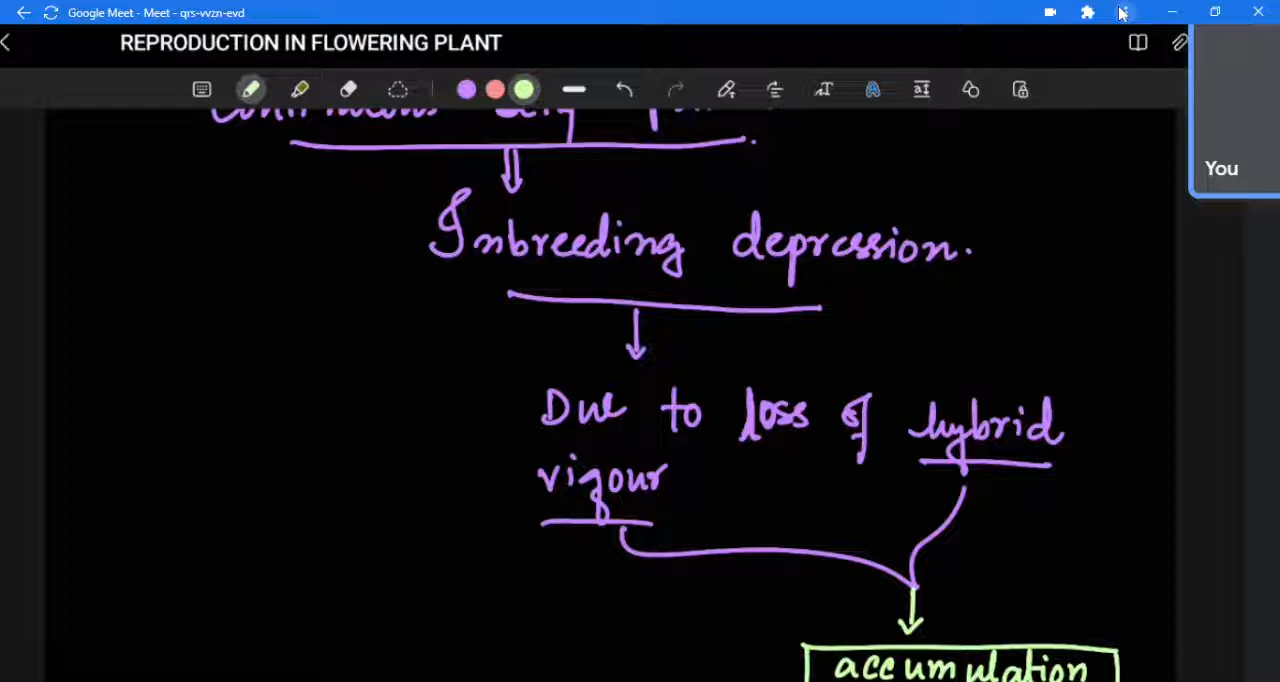 Google Meet - Meet - qrs-vvzn-evd
REPRODUCTION IN FLOWERING PLANT
You
Inbreeding depression.
Due to loss of hybrid
vigour
accumulation